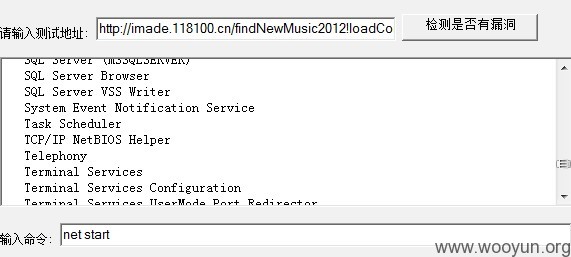 请输入测试地址:
http://imade.118100.cn/findNewMusic2012!loadCo
检测是否有漏洞
SQL Server (MSSQLSERVER)
SQL Server Browser
SQL Server VSS Writer
System Event Notification Service
Task Scheduler
TCP/IP NetBIOS Helper
Telephony
Terminal Services
Terminal Services Configuration
Terminal Services UserMode Port Redirector
输入命令:
net start
www.wooyun.org